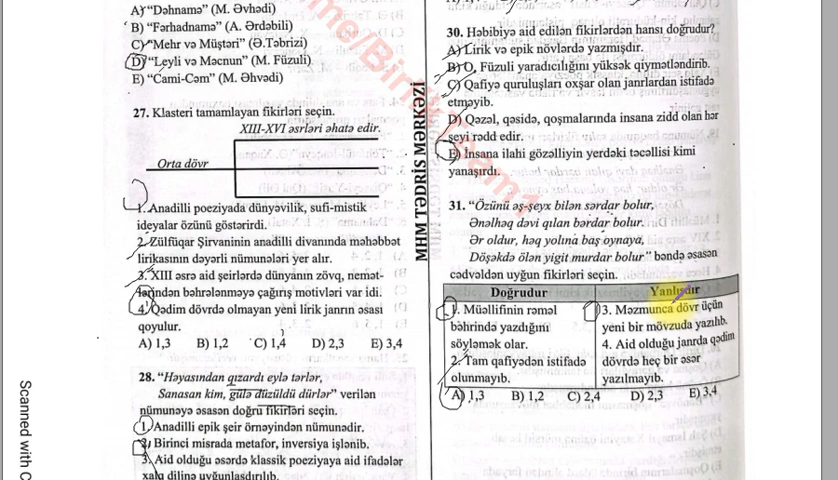 A) “Dəhnamə” (M. Əvhədi)
B) “Fərhadnamə” (A. Ərdəbili)
C) “Mehr və Müştəri” (Ə.Təbrizi)
D) “Leyli və Məcnun” (M. Füzuli)
E) “Cami-Cəm” (M. Əhvədi)
27. Klasteri tamamlayan fikirləri seçin.
XIII-XVI əsrləri əhatə edir.
Orta dövr
1. Anadilli poeziyada dünyəvilik, sufi-mistik
ideyalar özünü göstərirdi.
2. Zülfüqar Şirvaninin anadilli divanında məhəbbət
lirikasının dəyərli nümunələri yer alır.
3. XIII əsrə aid şeirlərdə dünyanın zövq, nemət-
lərindən bəhrələnməyə çağırış motivləri var idi.
4. Qədim dövrdə olmayan yeni lirik janrın əsası
qoyulur.
A) 1,3 B) 1,2 C) 1,4 D) 2,3 E) 3,4
28. “Həyasından qızardı eylə tərlər,
Sanasan kim, gülə düzüldü dürlər” verilən
nümunəyə əsasən doğru fikirləri seçin.
1. Anadilli epik şeir örnəyindən nümunədir.
2. Birinci misrada metafor, inversiya işlənib.
3. Aid olduğu əsərdə klassik poeziyaya aid ifadələr
xalq dilinə uyğunlaşdırılıb.
MHM TƏDRİS MƏRKƏZİ
30. Həbibiyə aid edilən fikirlərdən hansı doğrudur?
A) Lirik və epik növlərdə yazmışdır.
B) O, Füzuli yaradıcılığını yüksək qiymətləndirib.
C) Qafiyə quruluşları oxşar olan janrlardan istifadə
etməyib.
D) Qəzəl, qəsidə, qoşmalarında insana zidd olan hər
şeyi rədd edir.
E) İnsana ilahi gözəlliyin yerdəki təcəllisi kimi
yanaşırdı.
31. “Özünü əş-şeyx bilən sərdar bolur,
Ənəlhəq dəvi qılan bərdar bolur.
Ər oldur, həq yolına baş oynaya,
Döşəkdə ölən yigit murdar bolur” bəndə əsasən
cədvəldən uyğun fikirləri seçin.
Doğrudur Yanlışdır
1. Müəllifinin rəməl
bəhrində yazdığını
söyləmək olar.
2. Tam qafiyədən istifadə
olunmayıb.
3. Məzmunca dövr üçün
yeni bir mövzuda yazılıb.
4. Aid olduğu janrda qədim
dövrdə heç bir əsər
yazılmayıb.
A) 1,3 B) 1,2 C) 2,4 D) 2,3 E) 3,4
Scanned with C